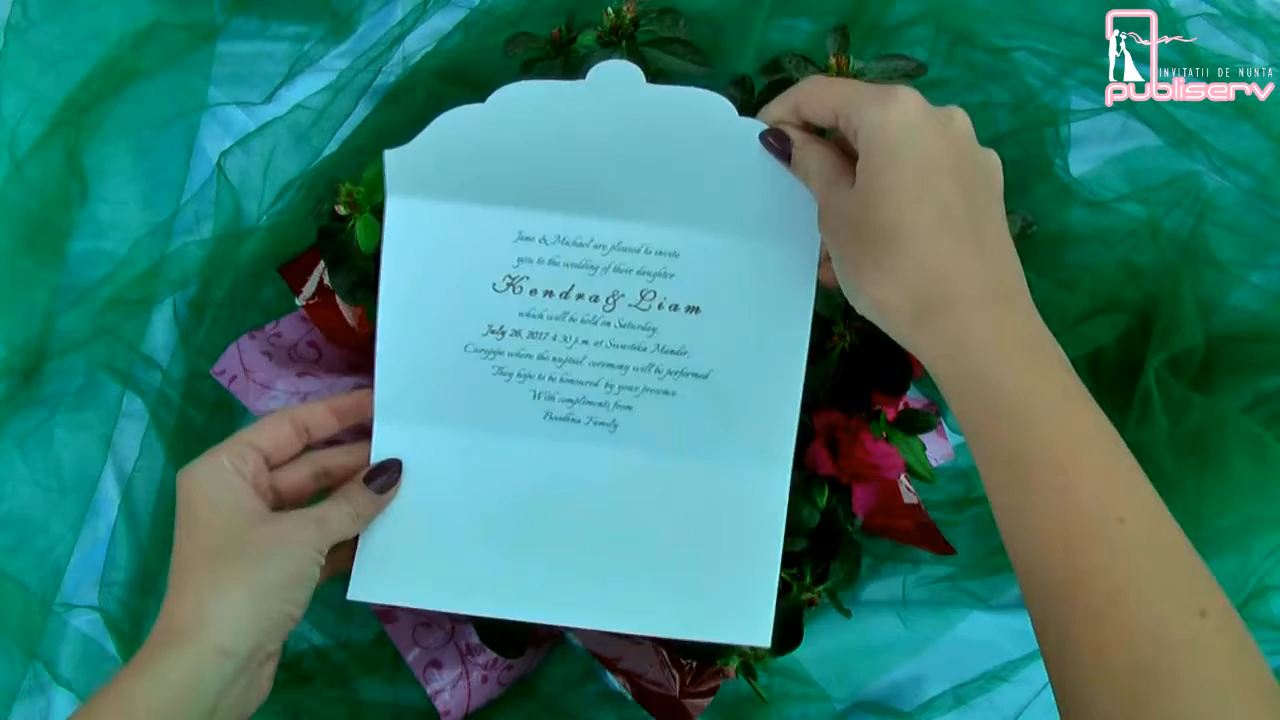 Jane & Michael are pleased to invite
you to the wedding of their daughter
Kendra & Liam
which will be held on Saturday,
July 26, 2017 4.30 p.m. at Swastika Mandir,
Curepipe where the nuptial ceremony will be performed
They hope to be honoured by your presence
With compliments from
Family
INVITATII DE NUNTA
publiserv